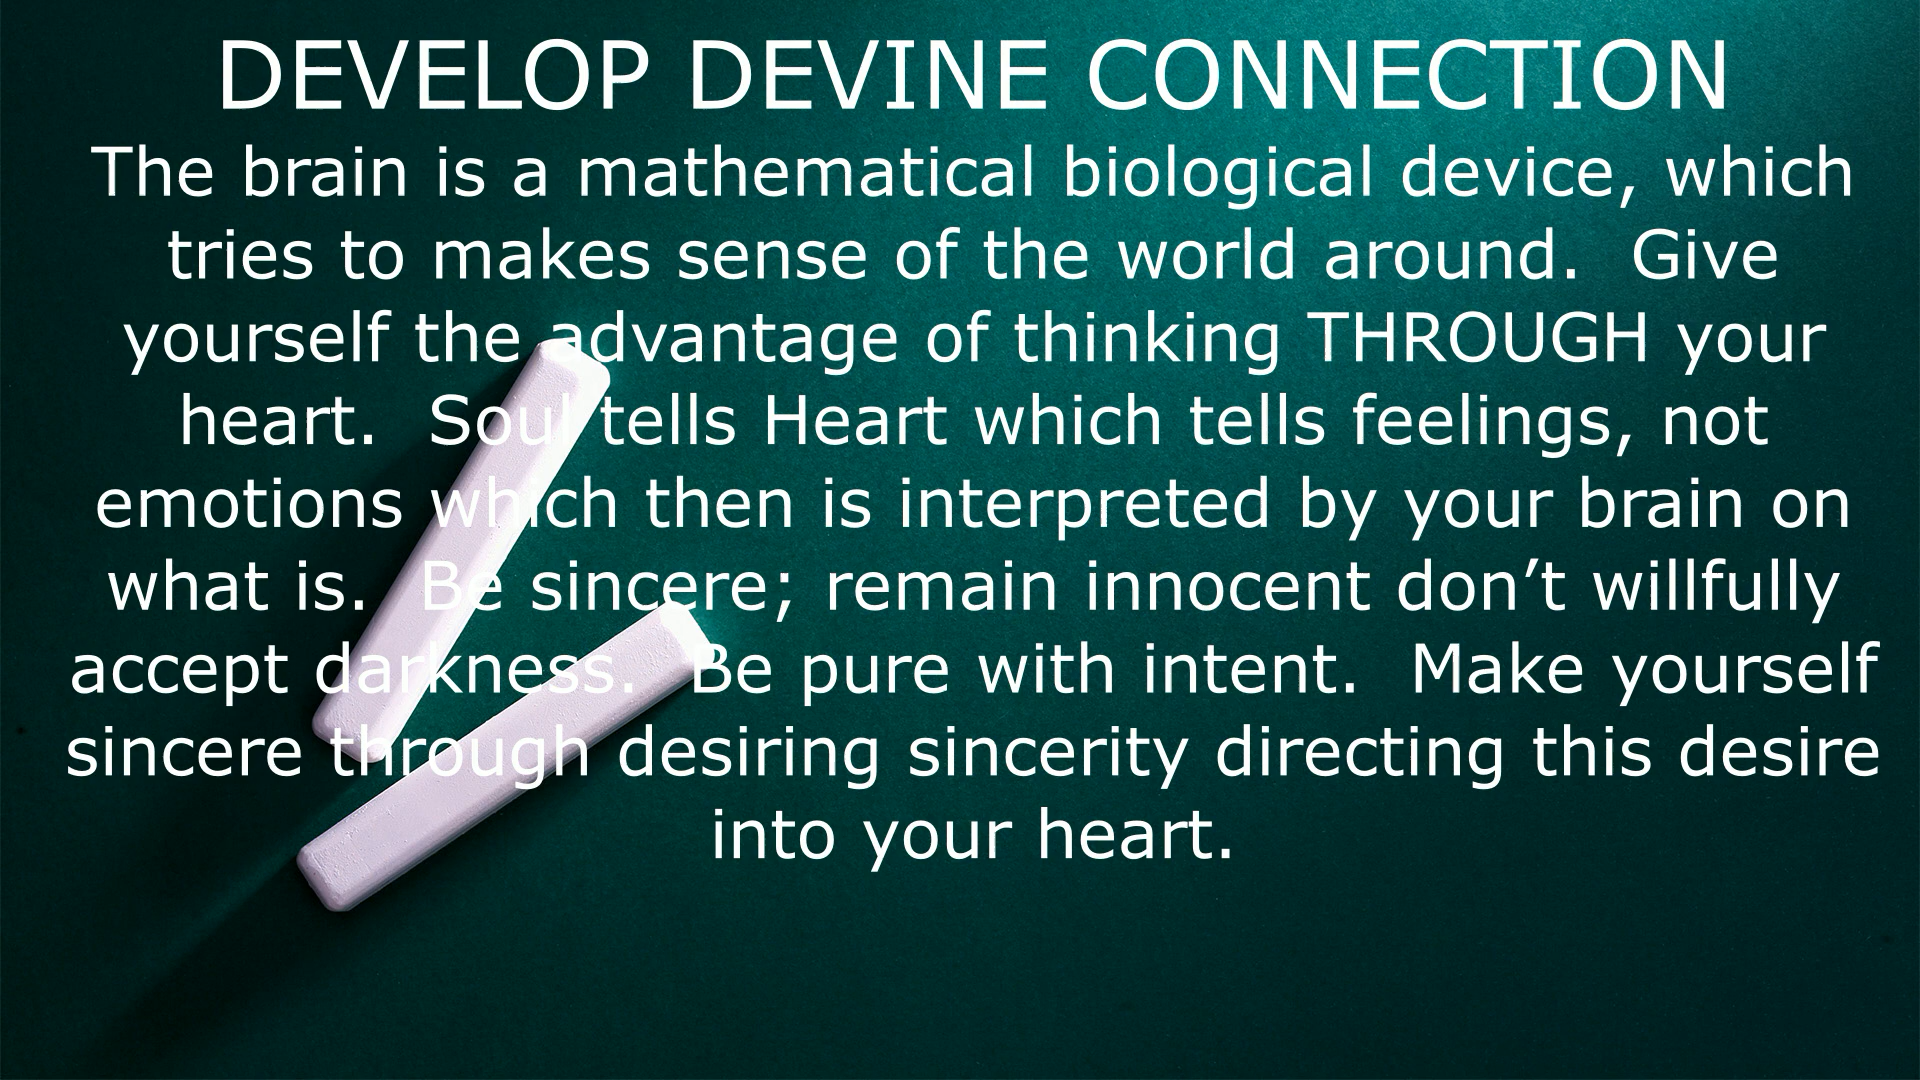 DEVELOP DEVINE CONNECTION
The brain is a mathematical biological device, which
tries to makes sense of the world around.  Give
yourself the advantage of thinking THROUGH your
heart.  Soul tells Heart which tells feelings, not
emotions which then is interpreted by your brain on
what is.  Be sincere; remain innocent don’t willfully
accept darkness.  Be pure with intent.  Make yourself
sincere through desiring sincerity directing this desire
into your heart.